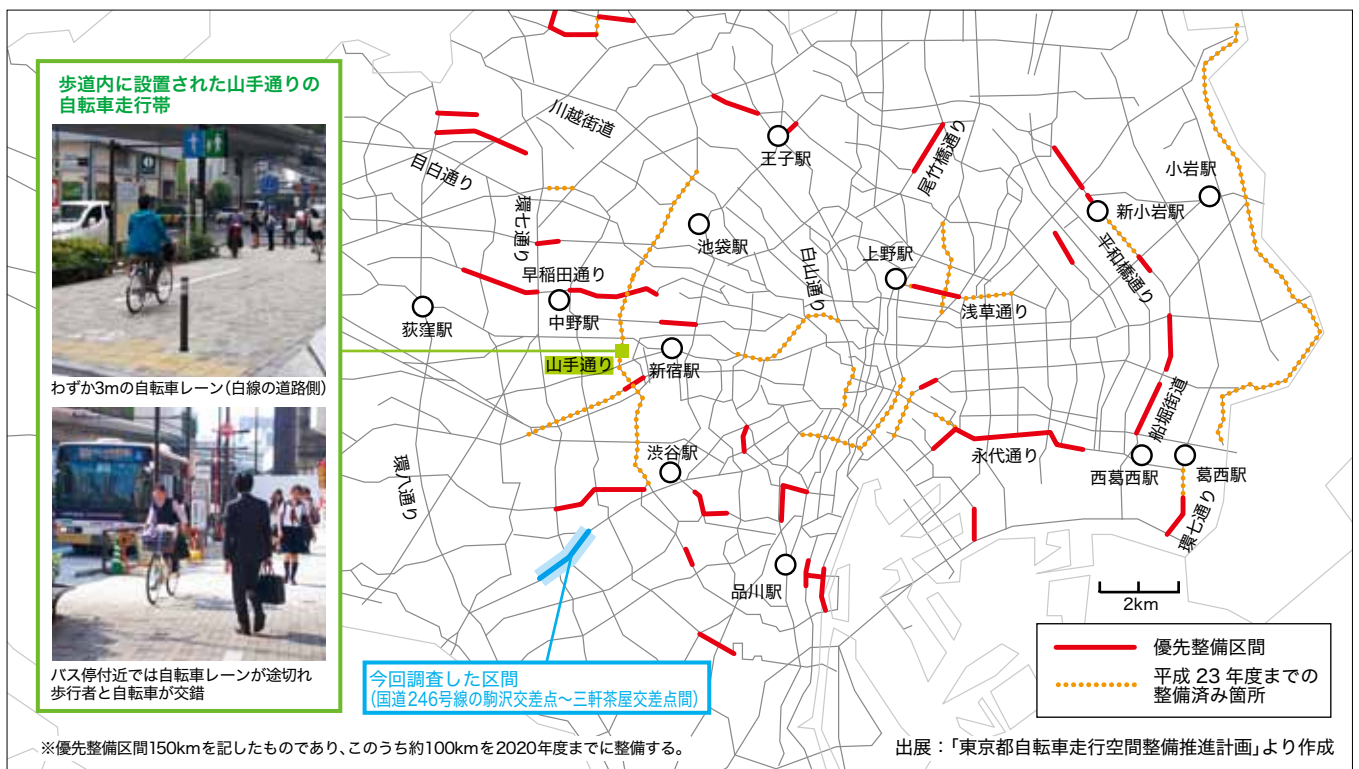 歩道内に設置された山手通りの
自転車走行帯
わずか3mの自転車レーン(白線の道路側)
バス停付近では自転車レーンが途切れ
歩行者と自転車が交錯
川越街道
目白通り
環七通り
早稲田通り
荻窪駅
中野駅
山手通り
新宿駅
池袋駅
王子駅
白山通り
上野駅
尾竹橋通り
浅草通り
新小岩駅
小岩駅
平和橋通り
船堀街道
永代通り
西葛西駅
葛西駅
環七通り
環八通り
渋谷駅
品川駅
2km
今回調査した区間
(国道246号線の駒沢交差点~三軒茶屋交差点間)
優先整備区間
平成 23 年度までの
整備済み箇所
※優先整備区間150kmを記したものであり、このうち約100kmを2020年度までに整備する。
出展:「東京都自転車走行空間整備推進計画」より作成